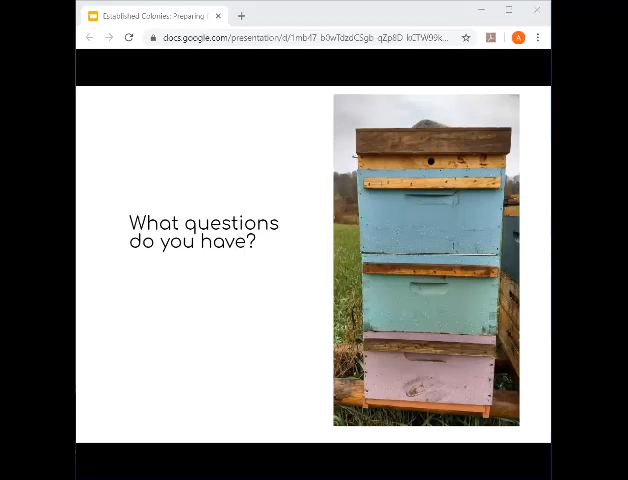 Established Colonies: Preparing
docs.google.com/presentation/d/1mb47
A
What questions
do you have?